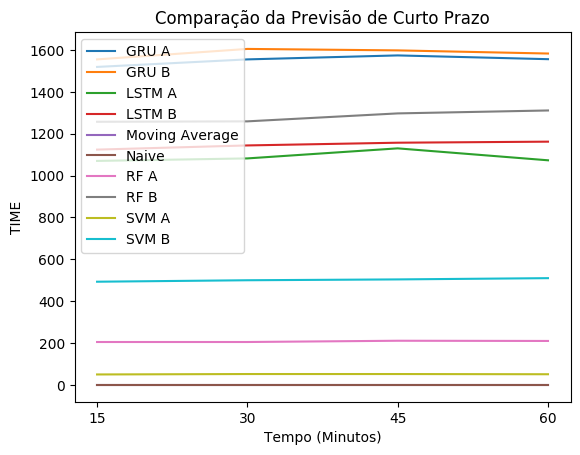 Comparação da Previsão de Curto Prazo
TIME
1600
1400
1200
1000
800
600
400
200
0
GRU A
GRU B
LSTM A
LSTM B
Moving Average
Naive
RF A
RF B
SVM A
SVM B
15 30 45 60
Tempo (Minutos)